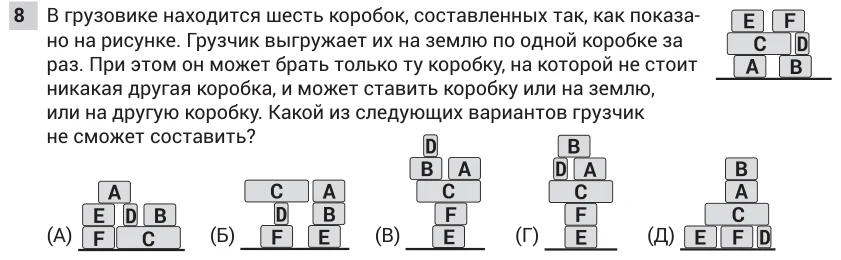 8 В грузовике находится шесть коробок, составленных так, как показа-
но на рисунке. Грузчик выгружает их на землю по одной коробке за
раз. При этом он может брать только ту коробку, на которой не стоит
никакая другая коробка, и может ставить коробку или на землю,
или на другую коробку. Какой из следующих вариантов грузчик
не сможет составить?
E F
C D
A B
(А)
A
E D B
F C
(Б)
C A
D B
F E
(В)
D
B A
C
F
E
(Г)
B
D A
C
F
E
(Д)
B
A
C
E F D